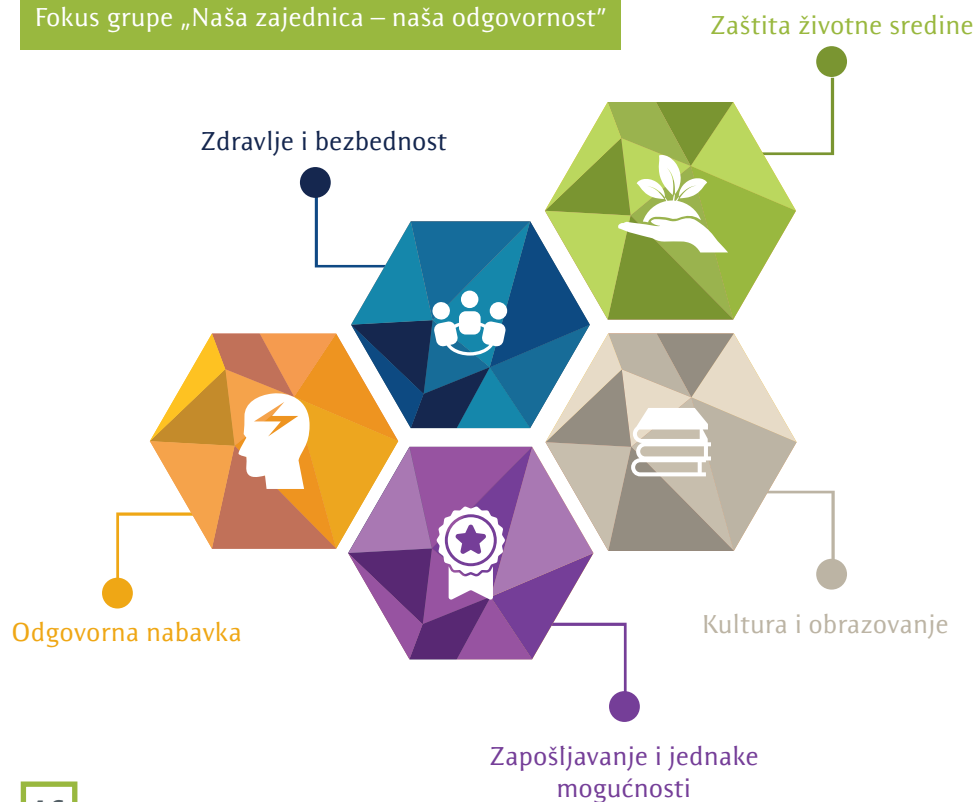 Fokus grupe „Naša zajednica – naša odgovornost”
Zaštita životne sredine
Zdravlje i bezbednost
Odgovorna nabavka
Kultura i obrazovanje
Zapošljavanje i jednake
mogućnosti